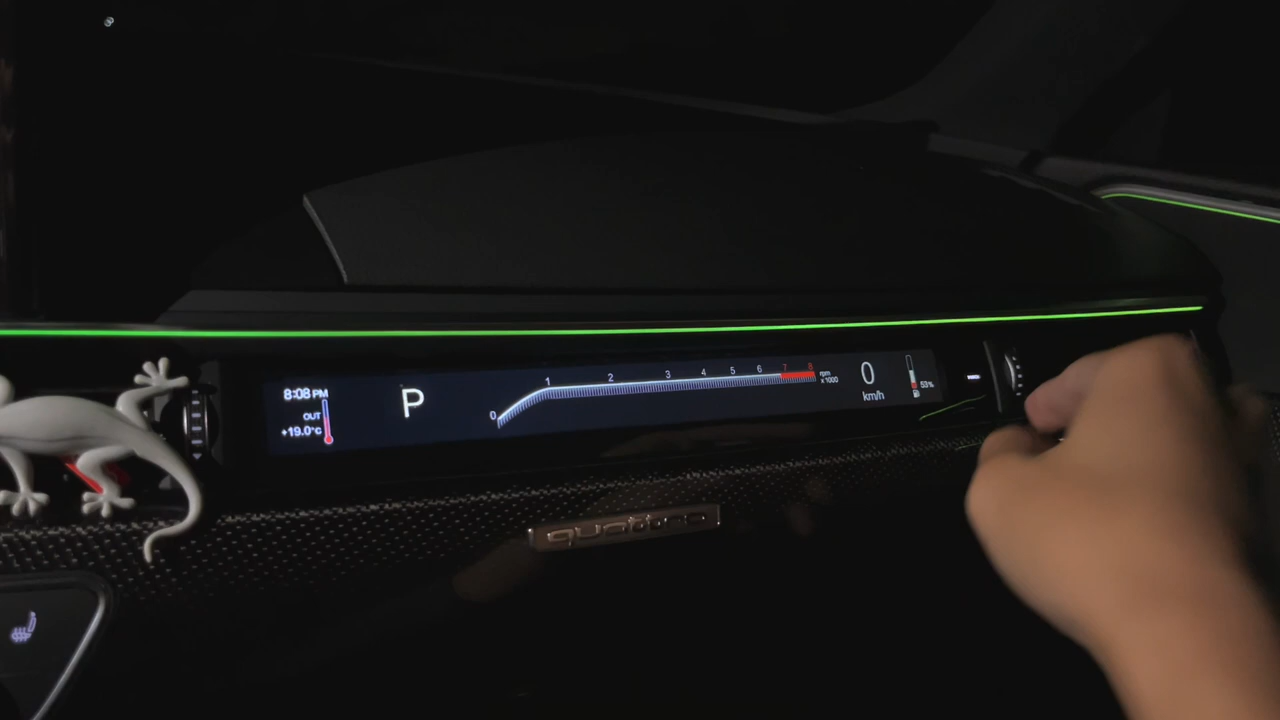 8:08 PM
OUT
+19.0°C
P
0 1 2 3 4 5 6 7 8
rpm
x1000
0
km/h
53%
quattro